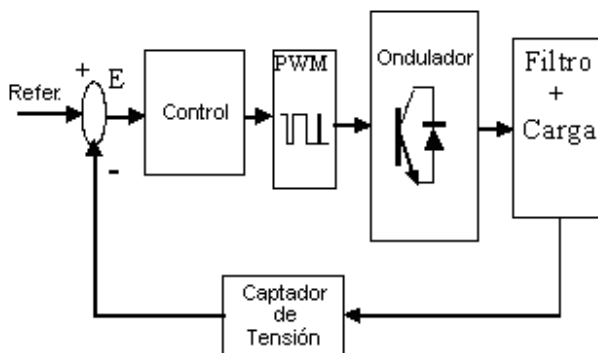 +
E
Refer.
-
Control
PWM
Ondulador
Filtro
+
Carga
Captador
de
Tensión